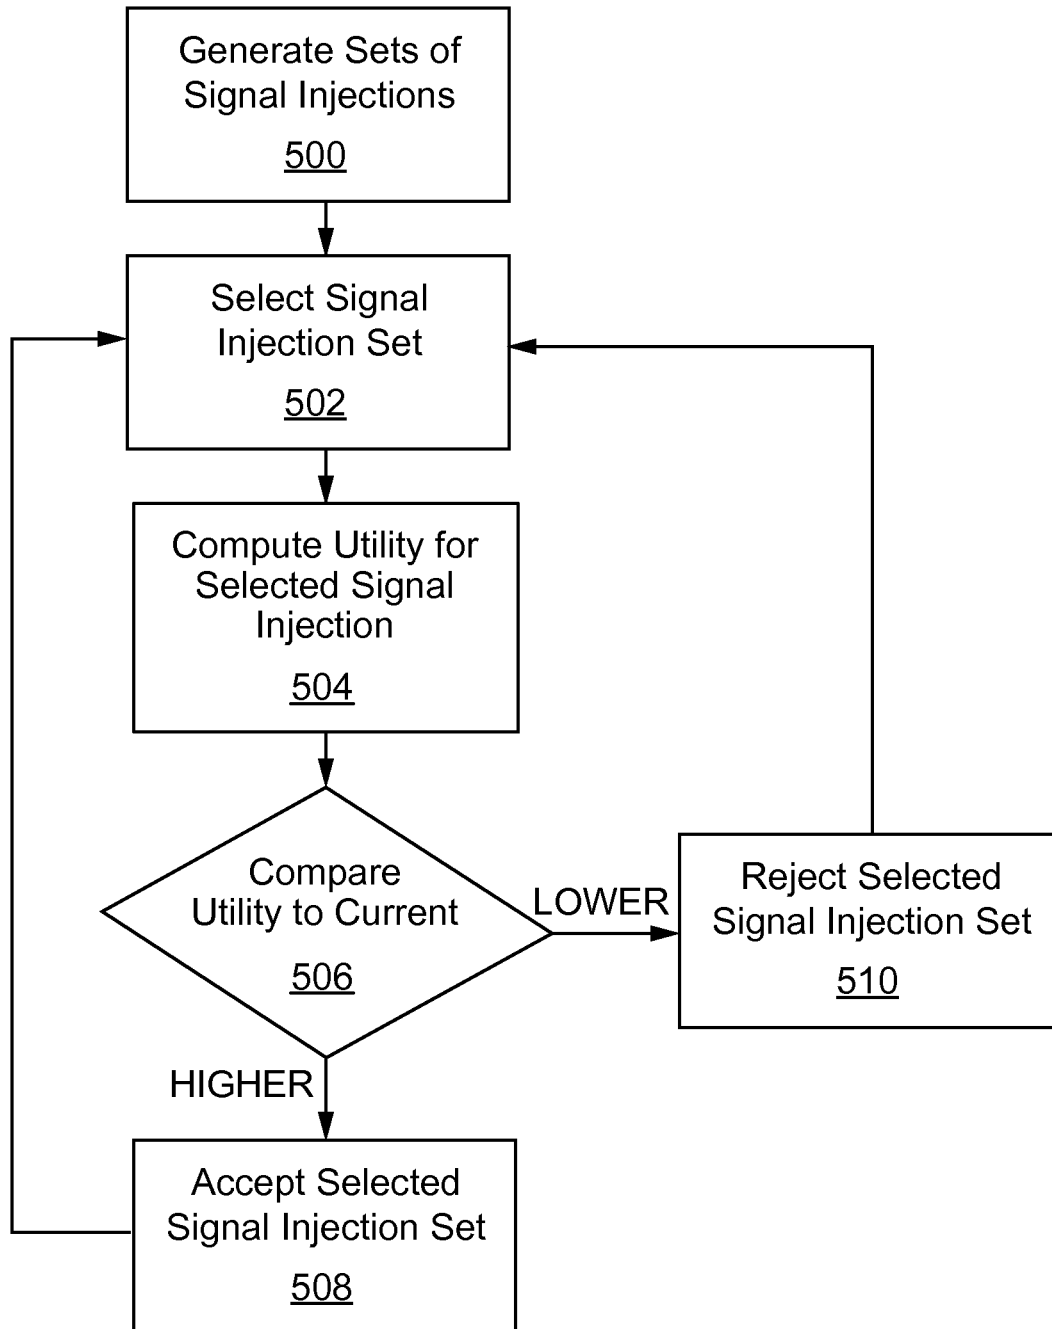 Generate Sets of
Signal Injections
500
Select Signal
Injection Set
502
Compute Utility for
Selected Signal
Injection
504
Compare
Utility to Current
506
LOWER
Reject Selected
Signal Injection Set
510
HIGHER
Accept Selected
Signal Injection Set
508